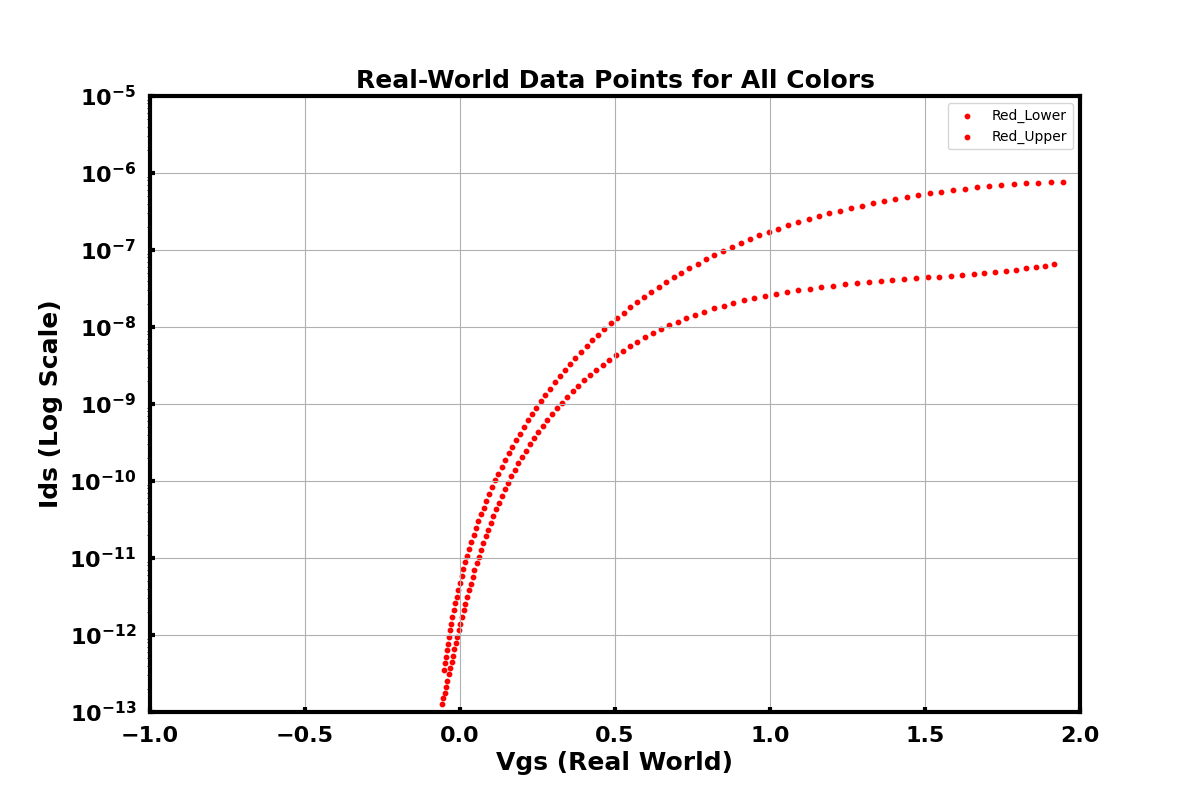 Real-World Data Points for All Colors
Red_Lower
Red_Upper
Ids (Log Scale)
10⁻⁵
10⁻⁶
10⁻⁷
10⁻⁸
10⁻⁹
10⁻¹⁰
10⁻¹¹
10⁻¹²
10⁻¹³
−1.0 −0.5 0.0 0.5 1.0 1.5 2.0
Vgs (Real World)